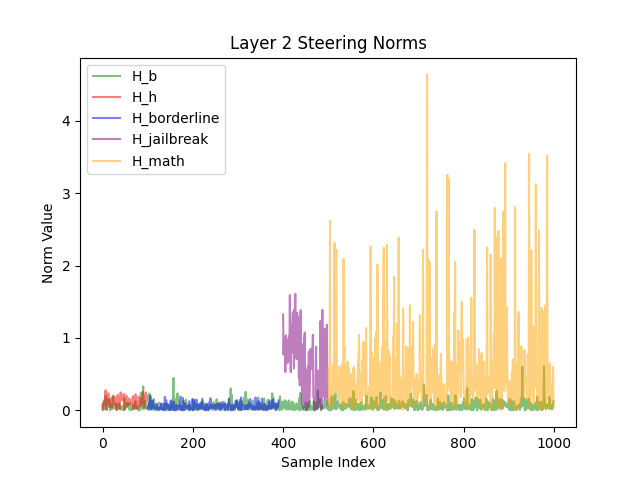 Layer 2 Steering Norms
H_b
H_h
H_borderline
H_jailbreak
H_math
Norm Value
4
3
2
1
0
0 200 400 600 800 1000
Sample Index